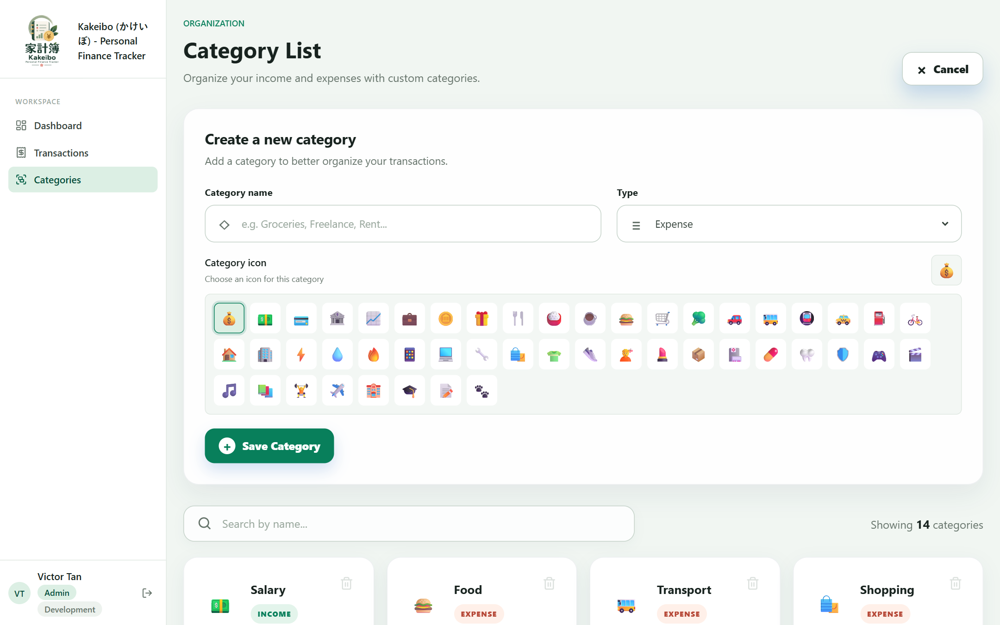 家計簿
Kakeibo
Personal Finance Tracker
Kakeibo (かけい
ぼ) - Personal
Finance Tracker
WORKSPACE
Dashboard
Transactions
Categories
Victor Tan
VT
Admin
Development
ORGANIZATION
Category List
Organize your income and expenses with custom categories.
Cancel
Create a new category
Add a category to better organize your transactions.
Category name
e.g. Groceries, Freelance, Rent...
Type
Expense
Category icon
Choose an icon for this category
Save Category
Search by name...
Showing 14 categories
Salary
INCOME
Food
EXPENSE
Transport
EXPENSE
Shopping
EXPENSE